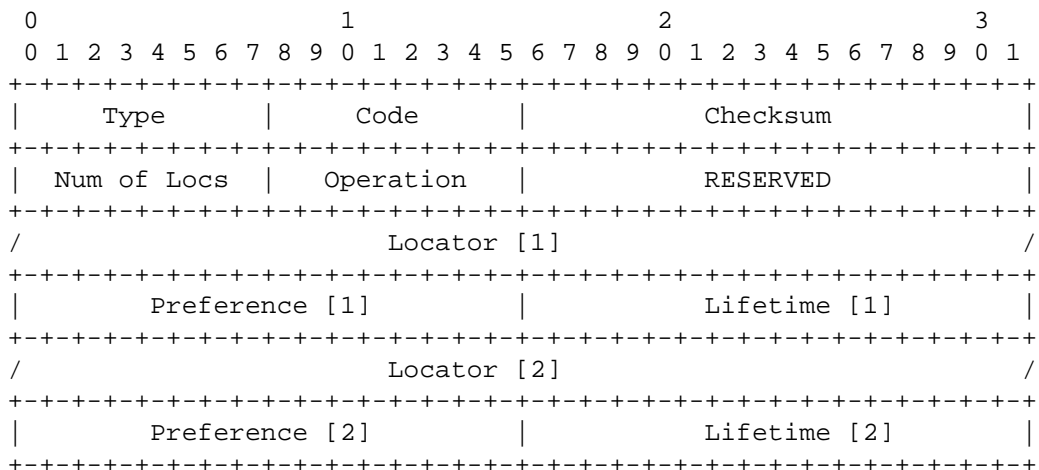 0                   1                   2                   3
 0 1 2 3 4 5 6 7 8 9 0 1 2 3 4 5 6 7 8 9 0 1 2 3 4 5 6 7 8 9 0 1
+-+-+-+-+-+-+-+-+-+-+-+-+-+-+-+-+-+-+-+-+-+-+-+-+-+-+-+-+-+-+-+-+
|     Type      |     Code      |           Checksum            |
+-+-+-+-+-+-+-+-+-+-+-+-+-+-+-+-+-+-+-+-+-+-+-+-+-+-+-+-+-+-+-+-+
|  Num of Locs  |   Operation   |           RESERVED            |
+-+-+-+-+-+-+-+-+-+-+-+-+-+-+-+-+-+-+-+-+-+-+-+-+-+-+-+-+-+-+-+-+
/                       Locator [1]                             /
+-+-+-+-+-+-+-+-+-+-+-+-+-+-+-+-+-+-+-+-+-+-+-+-+-+-+-+-+-+-+-+-+
|        Preference [1]         |           Lifetime [1]        |
+-+-+-+-+-+-+-+-+-+-+-+-+-+-+-+-+-+-+-+-+-+-+-+-+-+-+-+-+-+-+-+-+
/                       Locator [2]                             /
+-+-+-+-+-+-+-+-+-+-+-+-+-+-+-+-+-+-+-+-+-+-+-+-+-+-+-+-+-+-+-+-+
|        Preference [2]         |           Lifetime [2]        |
+-+-+-+-+-+-+-+-+-+-+-+-+-+-+-+-+-+-+-+-+-+-+-+-+-+-+-+-+-+-+-+-+